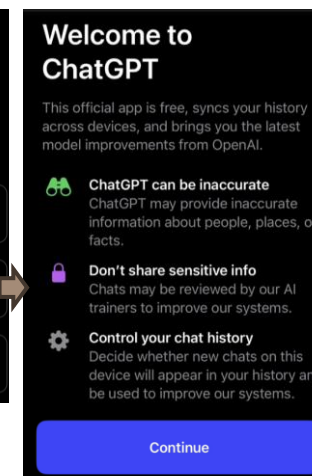 Welcome to
ChatGPT
This official app is free, syncs your history
across devices, and brings you the latest
model improvements from OpenAI.
ChatGPT can be inaccurate
ChatGPT may provide inaccurate
information about people, places, o
facts.
Don't share sensitive info
Chats may be reviewed by our AI
trainers to improve our systems.
Control your chat history
Decide whether new chats on this
device will appear in your history an
be used to improve our systems.
Continue